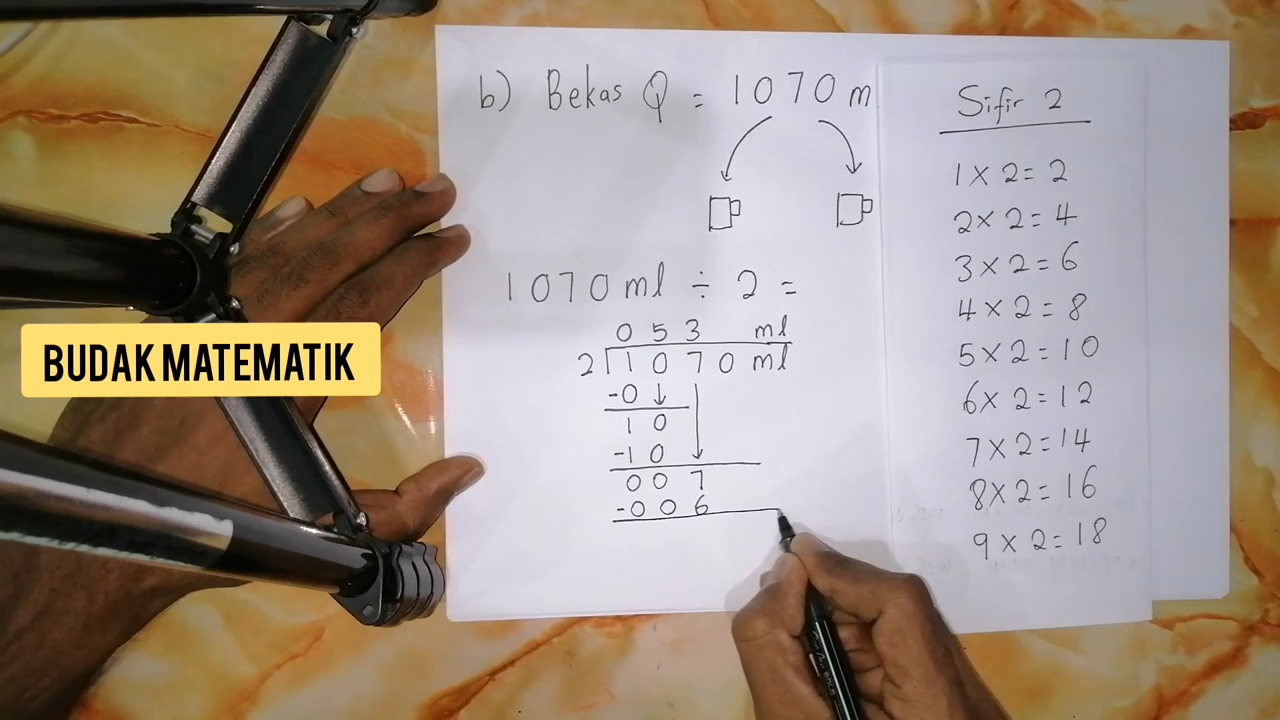 b) Bekas Q = 1070 m
1070 ml ÷ 2 =
0 5 3 ml
2 1 0 7 0 ml
-0
1 0
-1 0
0 0 7
-0 0 6
Sifir 2
1 × 2 = 2
2 × 2 = 4
3 × 2 = 6
4 × 2 = 8
5 × 2 = 10
6 × 2 = 12
7 × 2 = 14
8 × 2 = 16
9 × 2 = 18
BUDAK MATEMATIK